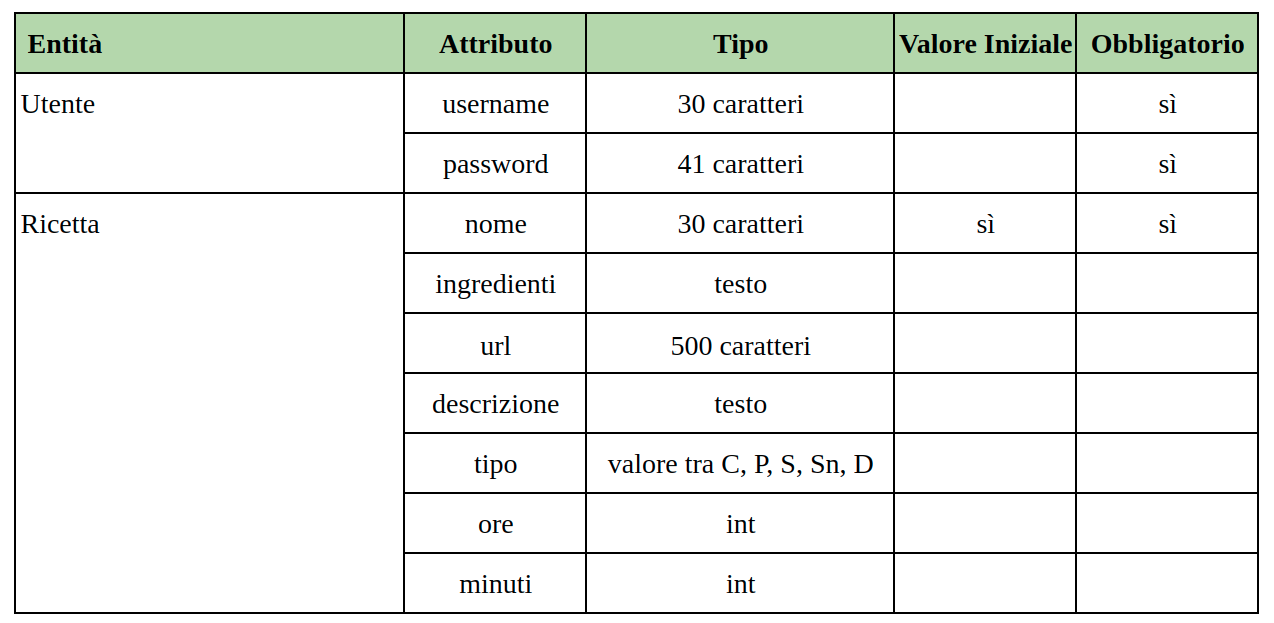 Entità Attributo Tipo Valore Iniziale Obbligatorio
Utente username 30 caratteri sì
password 41 caratteri sì
Ricetta nome 30 caratteri sì sì
ingredienti testo
url 500 caratteri
descrizione testo
tipo valore tra C, P, S, Sn, D
ore int
minuti int